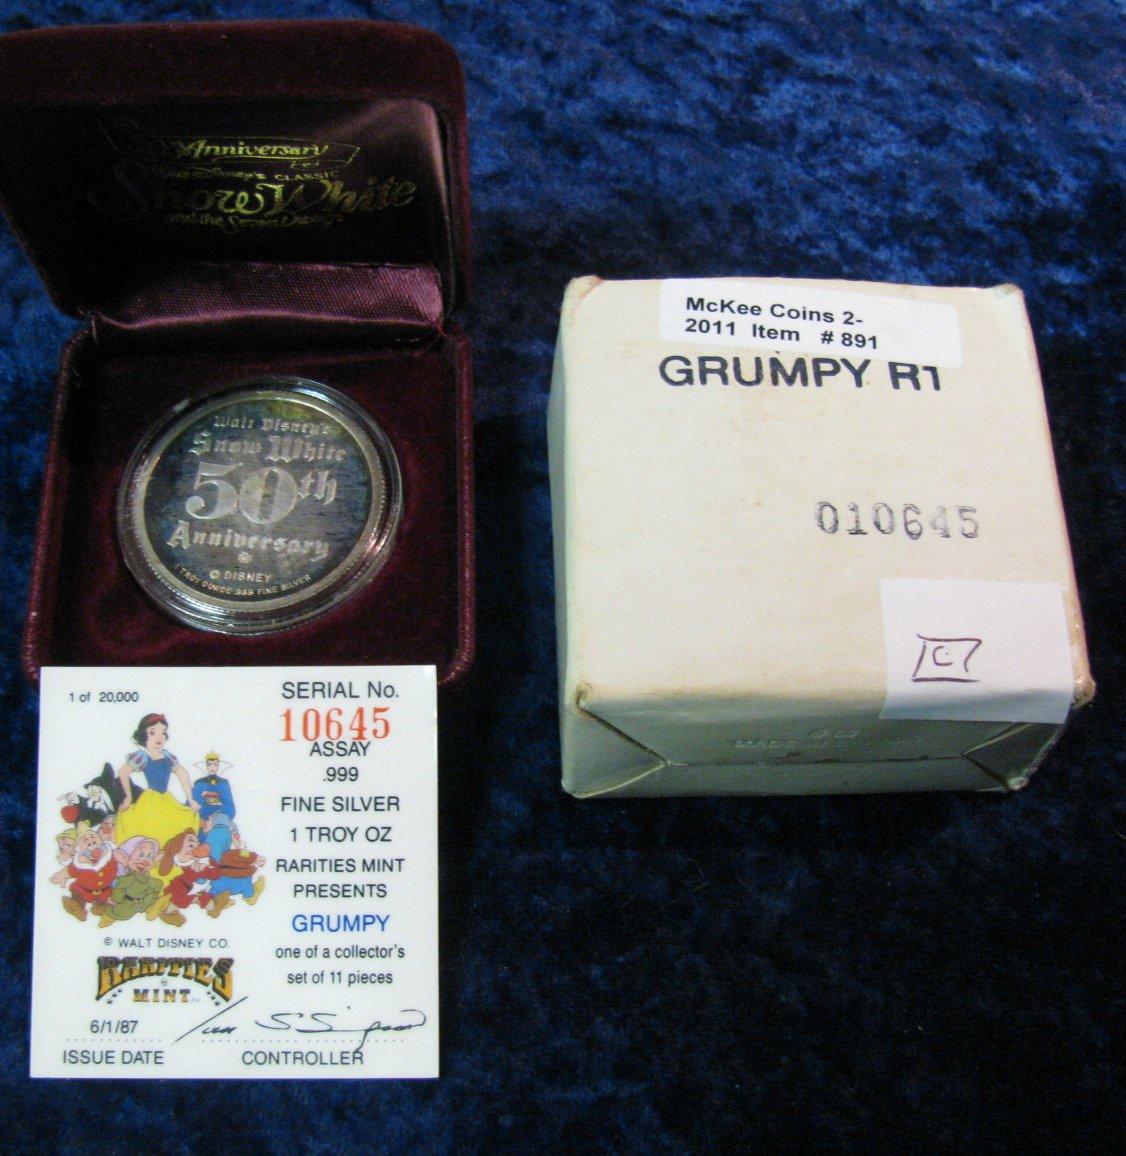 Anniversary
Walt Disney's CLASSIC
Snow White
and the Seven Dwarfs
Walt Disney's
Snow White
50th
Anniversary
© DISNEY
1 TROY OUNCE .999 FINE SILVER
McKee Coins 2-
2011 Item # 891
GRUMPY R1
010645
C
1 of 20,000
SERIAL No.
10645
ASSAY
.999
FINE SILVER
1 TROY OZ
RARITIES MINT
PRESENTS
GRUMPY
one of a collector's
set of 11 pieces
© WALT DISNEY CO.
RARITIES
MINT
6/1/87
ISSUE DATE
CONTROLLER